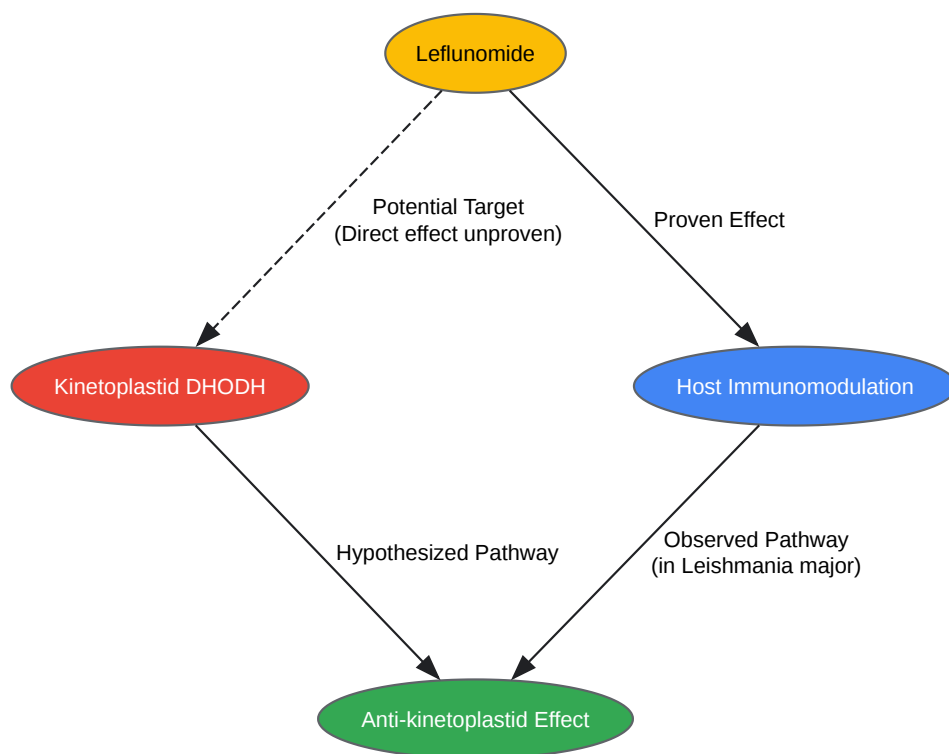 Leflunomide
Potential Target
(Direct effect unproven)
Proven Effect
Kinetoplastid DHODH
Host Immunomodulation
Hypothesized Pathway
Observed Pathway
(in Leishmania major)
Anti-kinetoplastid Effect